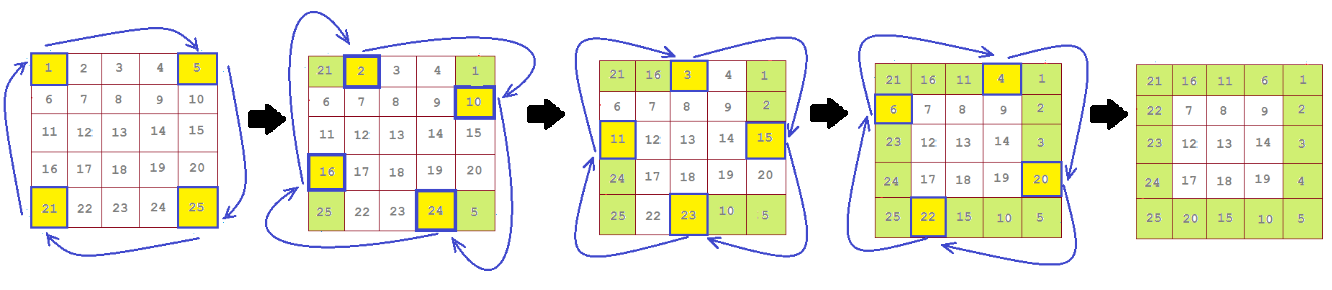 1 2 3 4 5
6 7 8 9 10
11 12 13 14 15
16 17 18 19 20
21 22 23 24 25
21 2 3 4 1
6 7 8 9 10
11 12 13 14 15
16 17 18 19 20
25 22 23 24 5
21 16 3 4 1
6 7 8 9 2
11 12 13 14 15
24 17 18 19 20
25 22 23 10 5
21 16 11 4 1
6 7 8 9 2
23 12 13 14 3
24 17 18 19 20
25 22 15 10 5
21 16 11 6 1
22 7 8 9 2
23 12 13 14 3
24 17 18 19 4
25 20 15 10 5